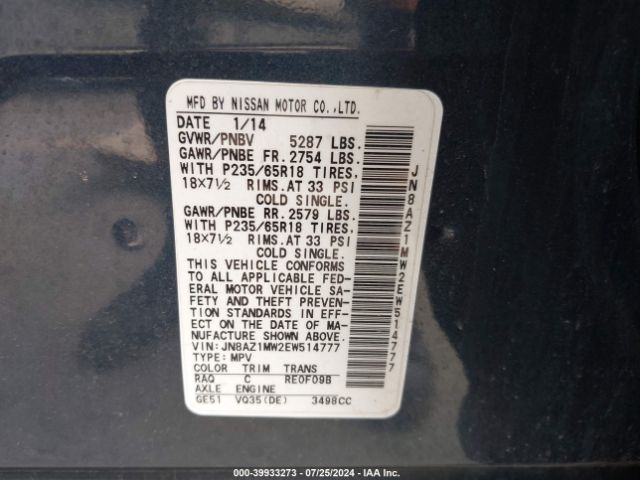 MFD BY NISSAN MOTOR CO.,LTD.
DATE 1/14
GVWR/PNBV 5287 LBS.
GAWR/PNBE FR. 2754 LBS.
WITH P235/65R18 TIRES,
18×7½ RIMS. AT 33 PSI
COLD SINGLE.
GAWR/PNBE RR. 2579 LBS.
WITH P235/65R18 TIRES,
18×7½ RIMS. AT 33 PSI
COLD SINGLE.
THIS VEHICLE CONFORMS
TO ALL APPLICABLE FED-
ERAL MOTOR VEHICLE SA-
FETY AND THEFT PREVEN-
TION STANDARDS IN EFF-
ECT ON THE DATE OF MA-
NUFACTURE SHOWN ABOVE.
VIN: JN8AZ1MW2EW514777
TYPE: MPV
COLOR TRIM TRANS
RAQ C RE0F09B
AXLE ENGINE
GE51 VQ35(DE) 3498CC
JN8AZ1MW2EW514777
000-39933273 - 07/25/2024 - IAA Inc.